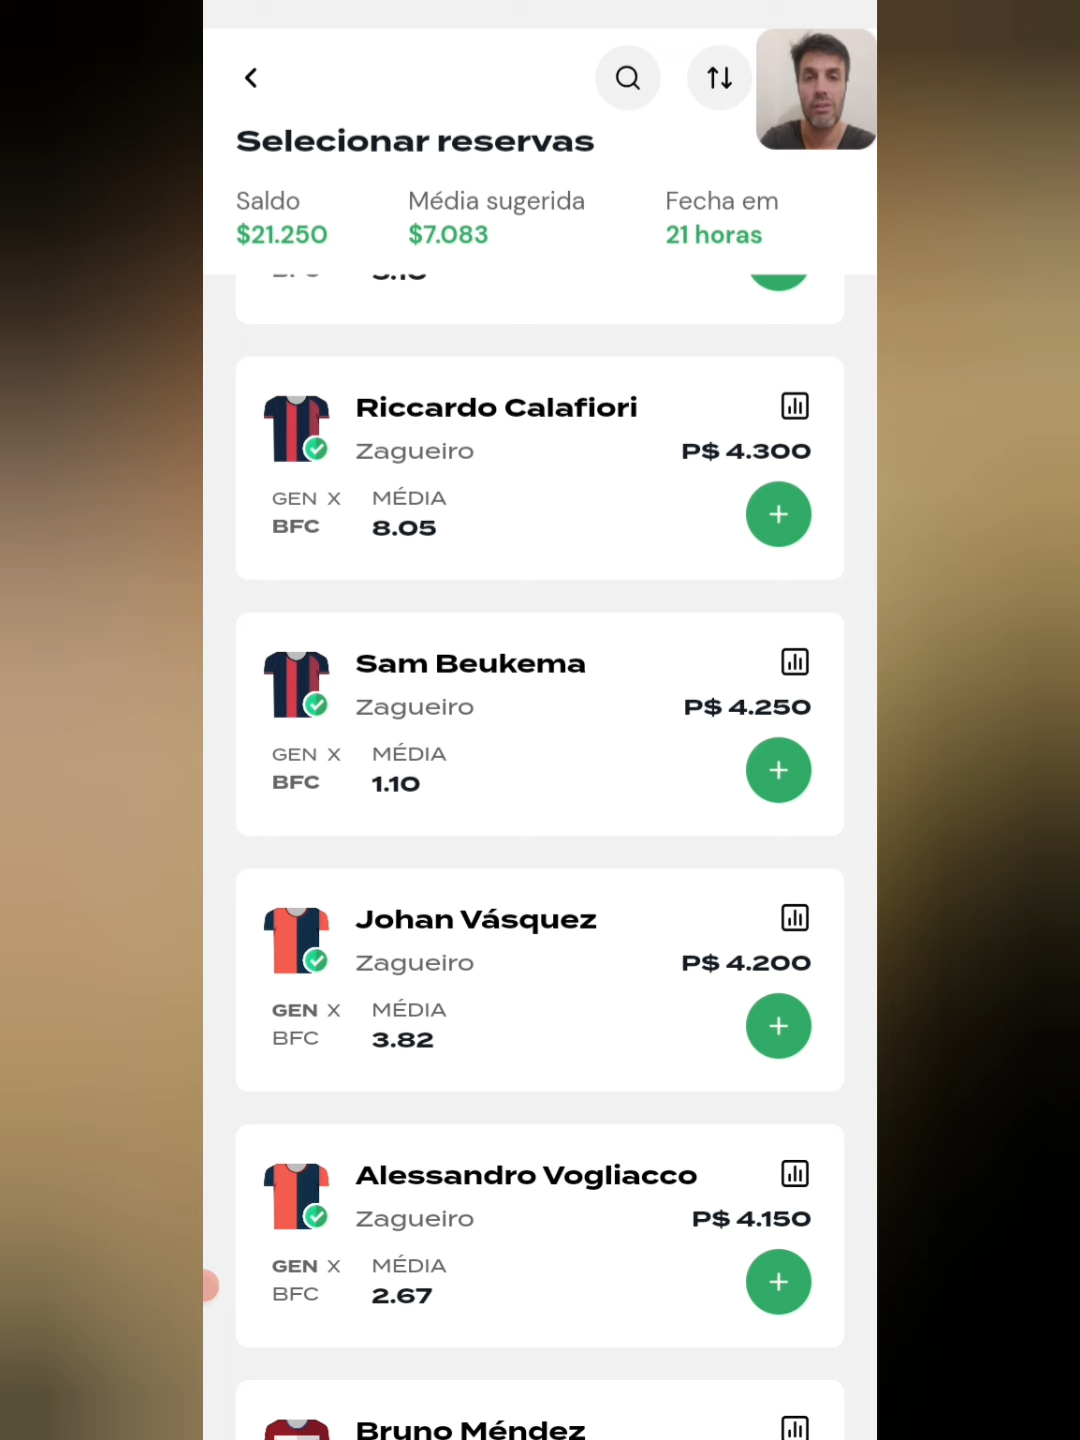 Selecionar reservas
Saldo
Média sugerida
Fecha em
$21.250
$7.083
21 horas
Riccardo Calafiori
Zagueiro
P$ 4.300
GEN X
MÉDIA
BFC
8.05
Sam Beukema
Zagueiro
P$ 4.250
GEN X
MÉDIA
BFC
1.10
Johan Vásquez
Zagueiro
P$ 4.200
GEN X
MÉDIA
BFC
3.82
Alessandro Vogliacco
Zagueiro
P$ 4.150
GEN X
MÉDIA
BFC
2.67
Bruno Méndez